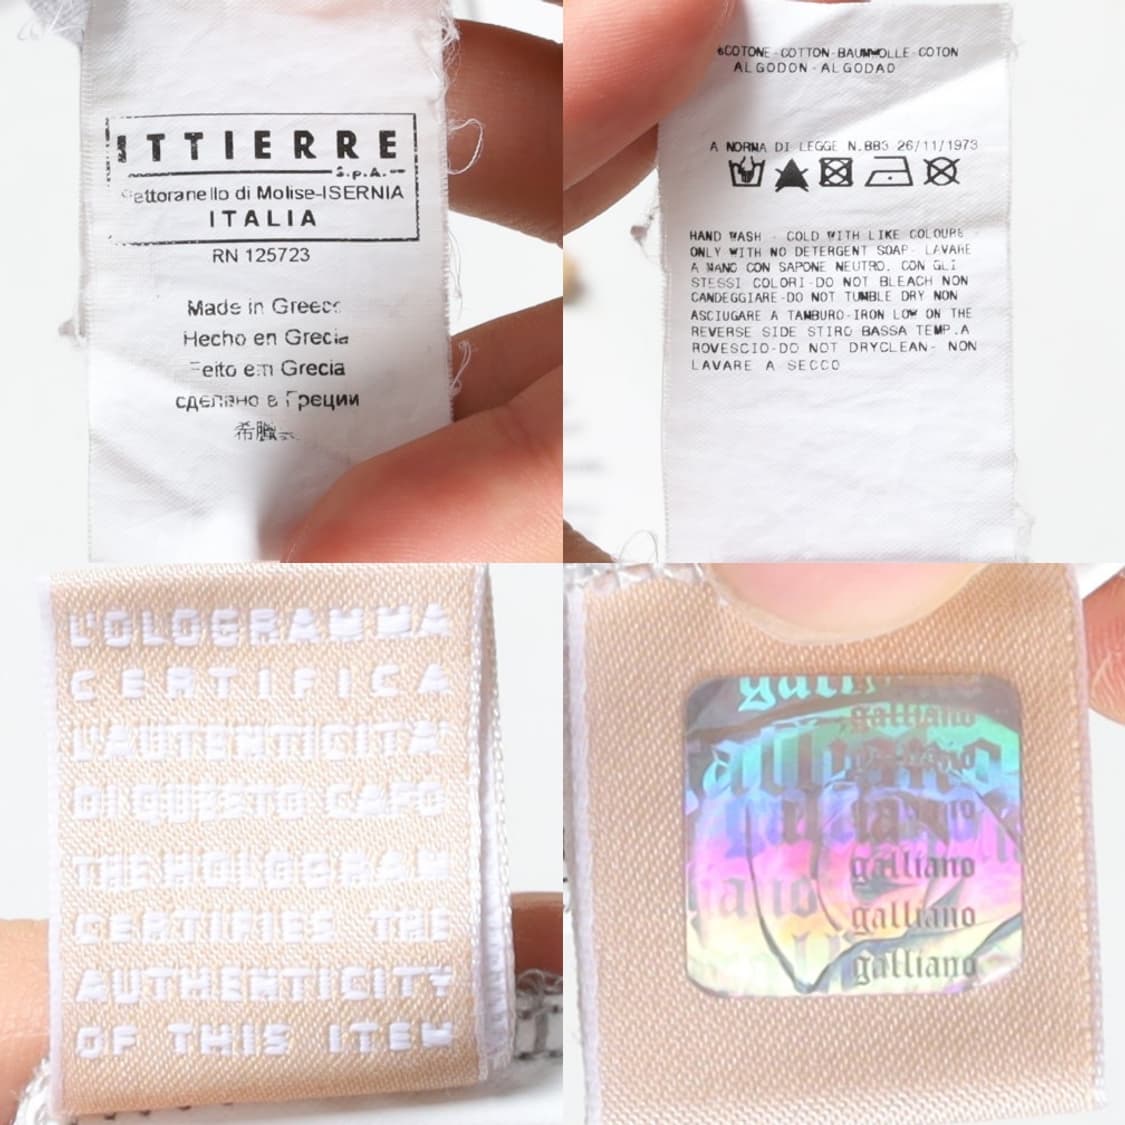 ITTIERRE
S.p.A.
Pettoranello di Molise-ISERNIA
ITALIA
RN 125723
Made in Greece
Hecho en Grecia
Feito em Grecia
сделано в Греции
希臘
COTONE-COTTON-BAUMWOLLE-COTON
ALGODON-ALGODAO
A NORMA DI LEGGE N.883 26/11/1973
HAND WASH - COLD WITH LIKE COLOURS -
ONLY WITH NO DETERGENT SOAP- LAVARE
A MANO CON SAPONE NEUTRO, CON GLI
STESSI COLORI-DO NOT BLEACH NON
CANDEGGIARE-DO NOT TUMBLE DRY NON
ASCIUGARE A TAMBURO-IRON LOW ON THE
REVERSE SIDE STIRO BASSA TEMP.A
ROVESCIO-DO NOT DRYCLEAN- NON
LAVARE A SECCO
L'OLOGRAMMA
CERTIFICA
L'AUTENTICITA'
DI QUESTO CAPO
THE HOLOGRAM
CERTIFIES THE
AUTHENTICITY
OF THIS ITEM
galliano
galliano
galliano
galliano
galliano
galliano
galliano